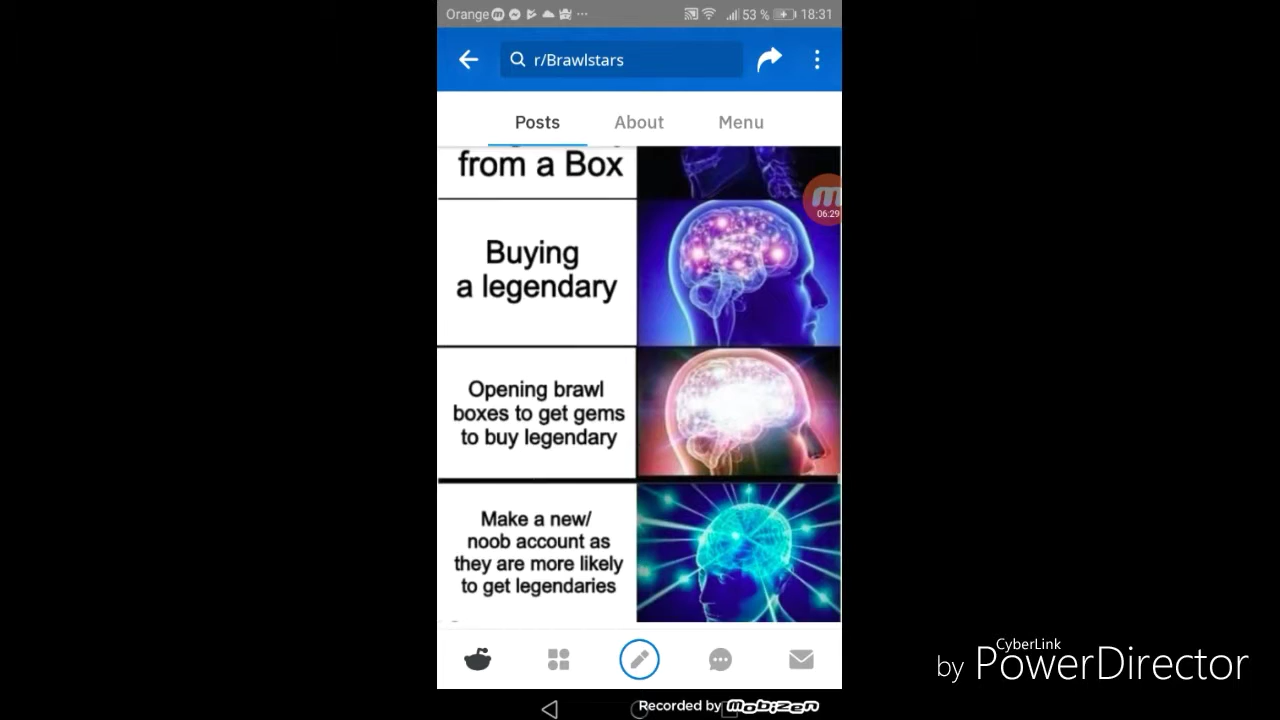 Orange 53 % 18:31
r/Brawlstars
Posts About Menu
from a Box
06:29
Buying
a legendary
Opening brawl
boxes to get gems
to buy legendary
Make a new/
noob account as
they are more likely
to get legendaries
CyberLink
by PowerDirector
Recorded by mobizen